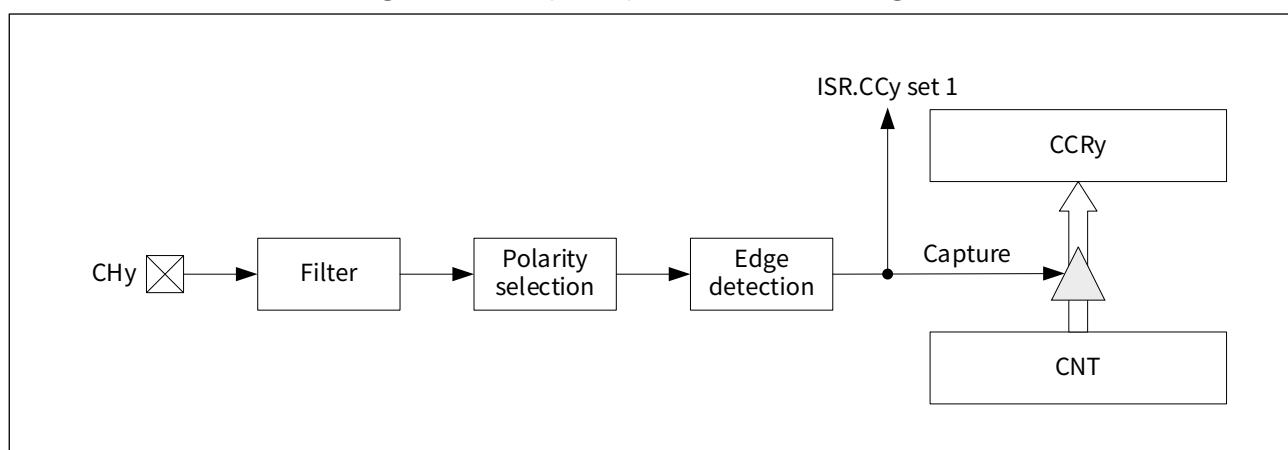 ISR.CCy set 1
CCRy
CHy
Filter
Polarity
selection
Edge
detection
Capture
CNT